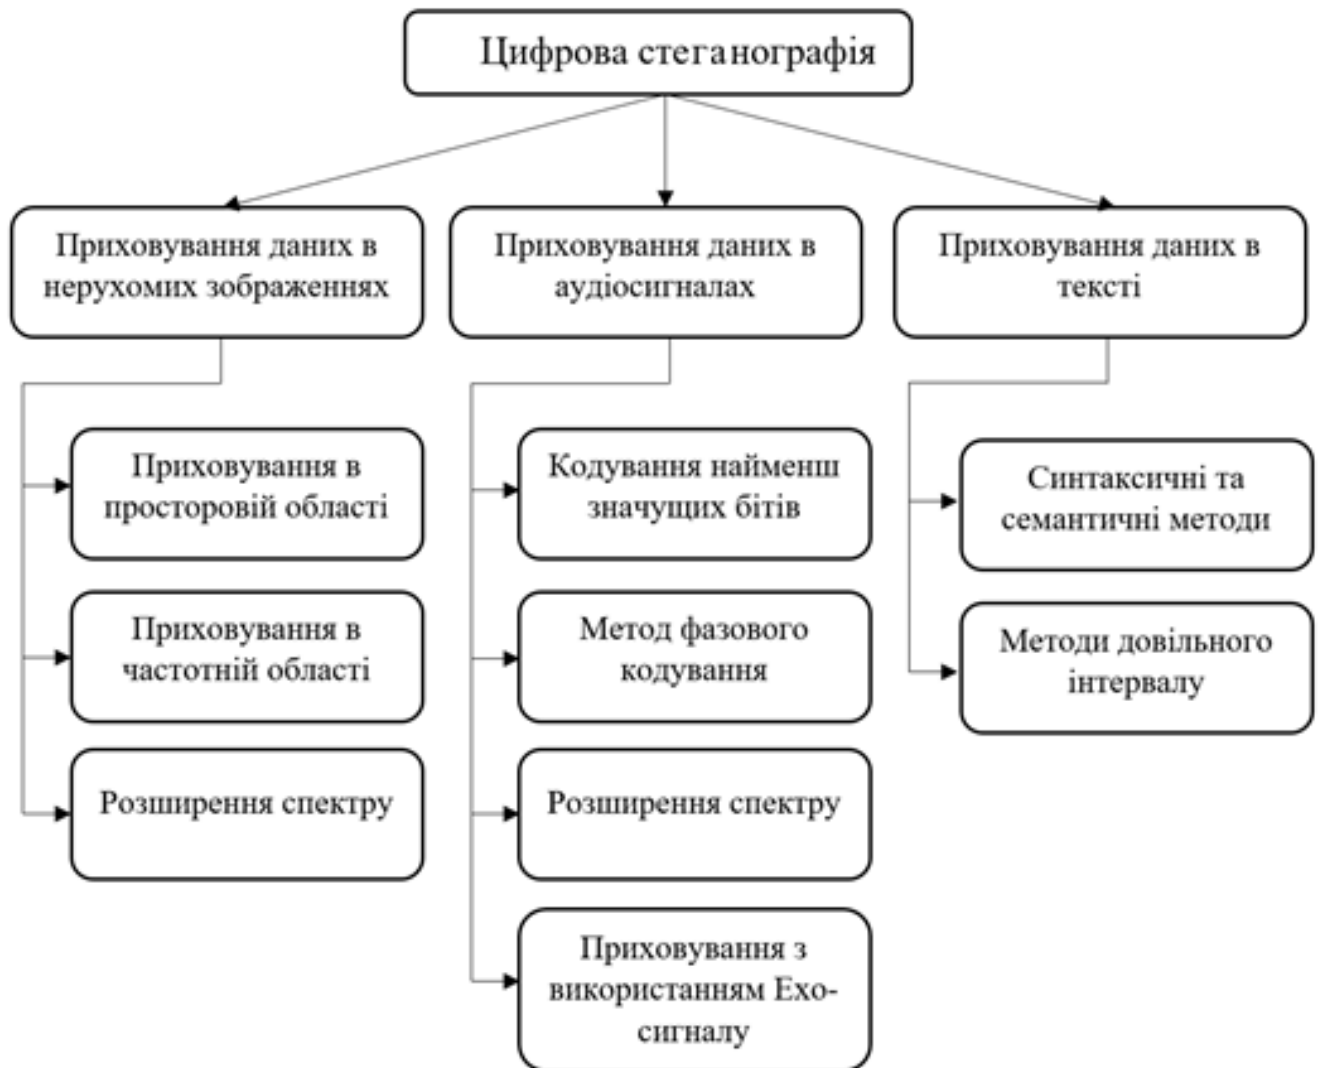 Цифрова стеганографія
Приховування даних в
нерухомих зображеннях
Приховування даних в
аудіосигналах
Приховування даних в
тексті
Приховування в
просторовій області
Приховування в
частотній області
Розширення спектру
Кодування найменш
значущих бітів
Метод фазового
кодування
Розширення спектру
Приховування з
використанням Ехо-
сигналу
Синтаксичні та
семантичні методи
Методи довільного
інтервалу